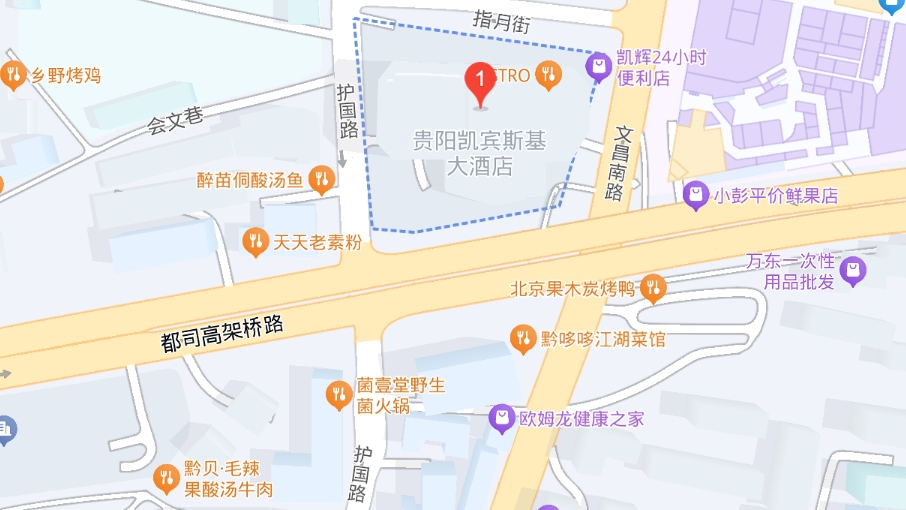 指月街
凯辉24小时
便利店
乡野烤鸡
TRO
1
护国路
会文巷
贵阳凯宾斯基
大酒店
文昌南路
醉苗侗酸汤鱼
小彭平价鲜果店
天天老素粉
万东一次性
用品批发
北京果木炭烤鸭
都司高架桥路
黔哆哆江湖菜馆
菌壹堂野生
菌火锅
欧姆龙健康之家
护国路
黔贝·毛辣
果酸汤牛肉